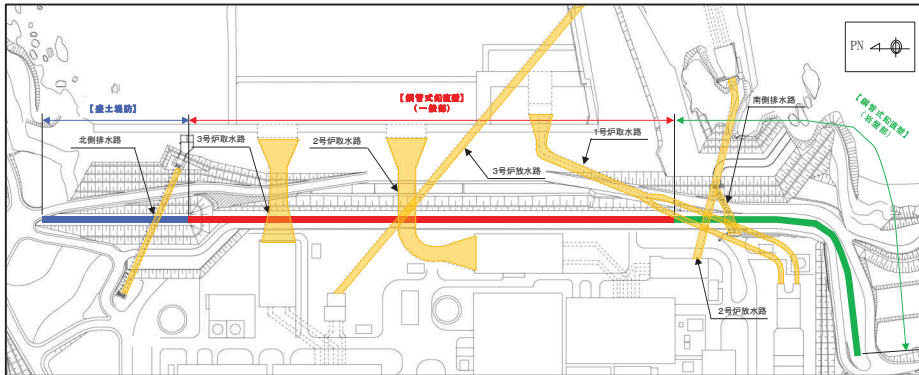 PN
【盛土堤防】
【鋼管式鉛直壁】
（一般部）
【鋼管式鉛直壁】
（岩盤部）
北側排水路
3号炉取水路
2号炉取水路
1号炉取水路
3号炉放水路
南側排水路
2号炉放水路